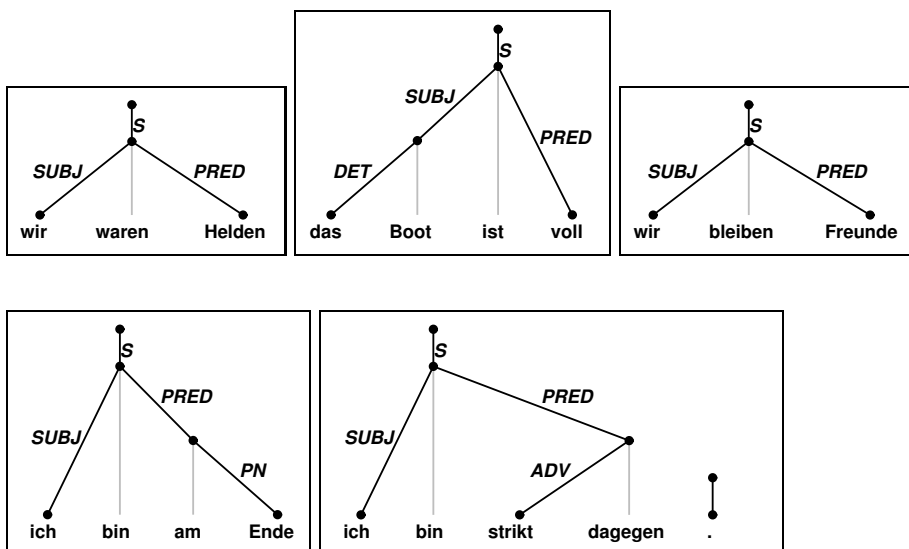 S
SUBJ PRED
wir waren Helden
S
SUBJ
PRED
DET
das Boot ist voll
S
SUBJ PRED
wir bleiben Freunde
S
PRED
SUBJ
PN
ich bin am Ende
S
PRED
SUBJ
ADV
ich bin strikt dagegen .